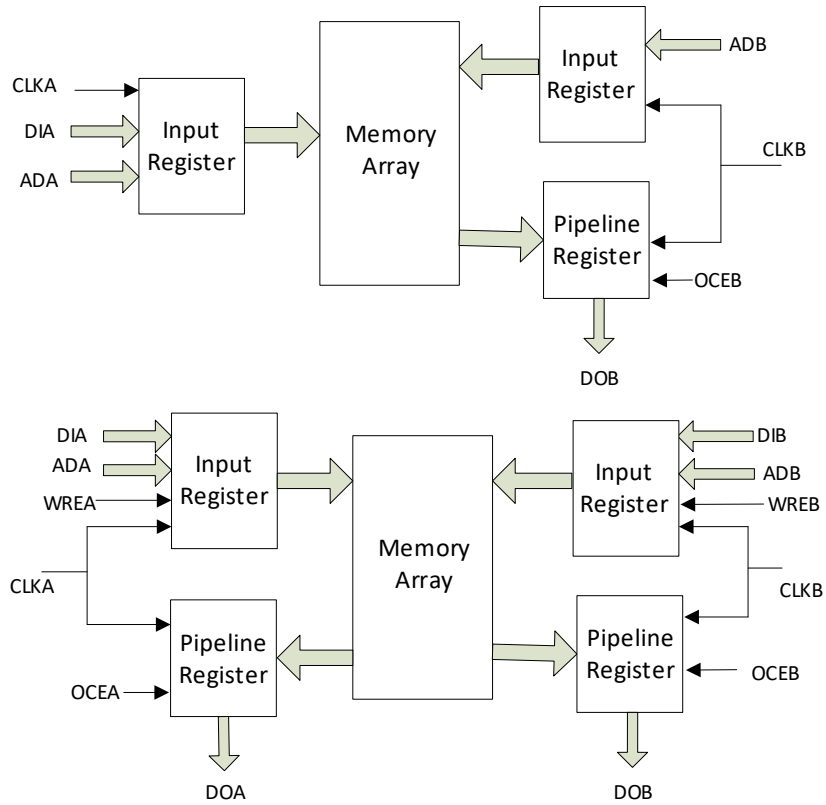 CLKA
DIA
ADA
Input
Register
Memory
Array
Input
Register
ADB
CLKB
Pipeline
Register
OCEB
DOB
DIA
ADA
WREA
CLKA
OCEA
Input
Register
Pipeline
Register
DOA
Memory
Array
Input
Register
DIB
ADB
WREB
CLKB
Pipeline
Register
OCEB
DOB